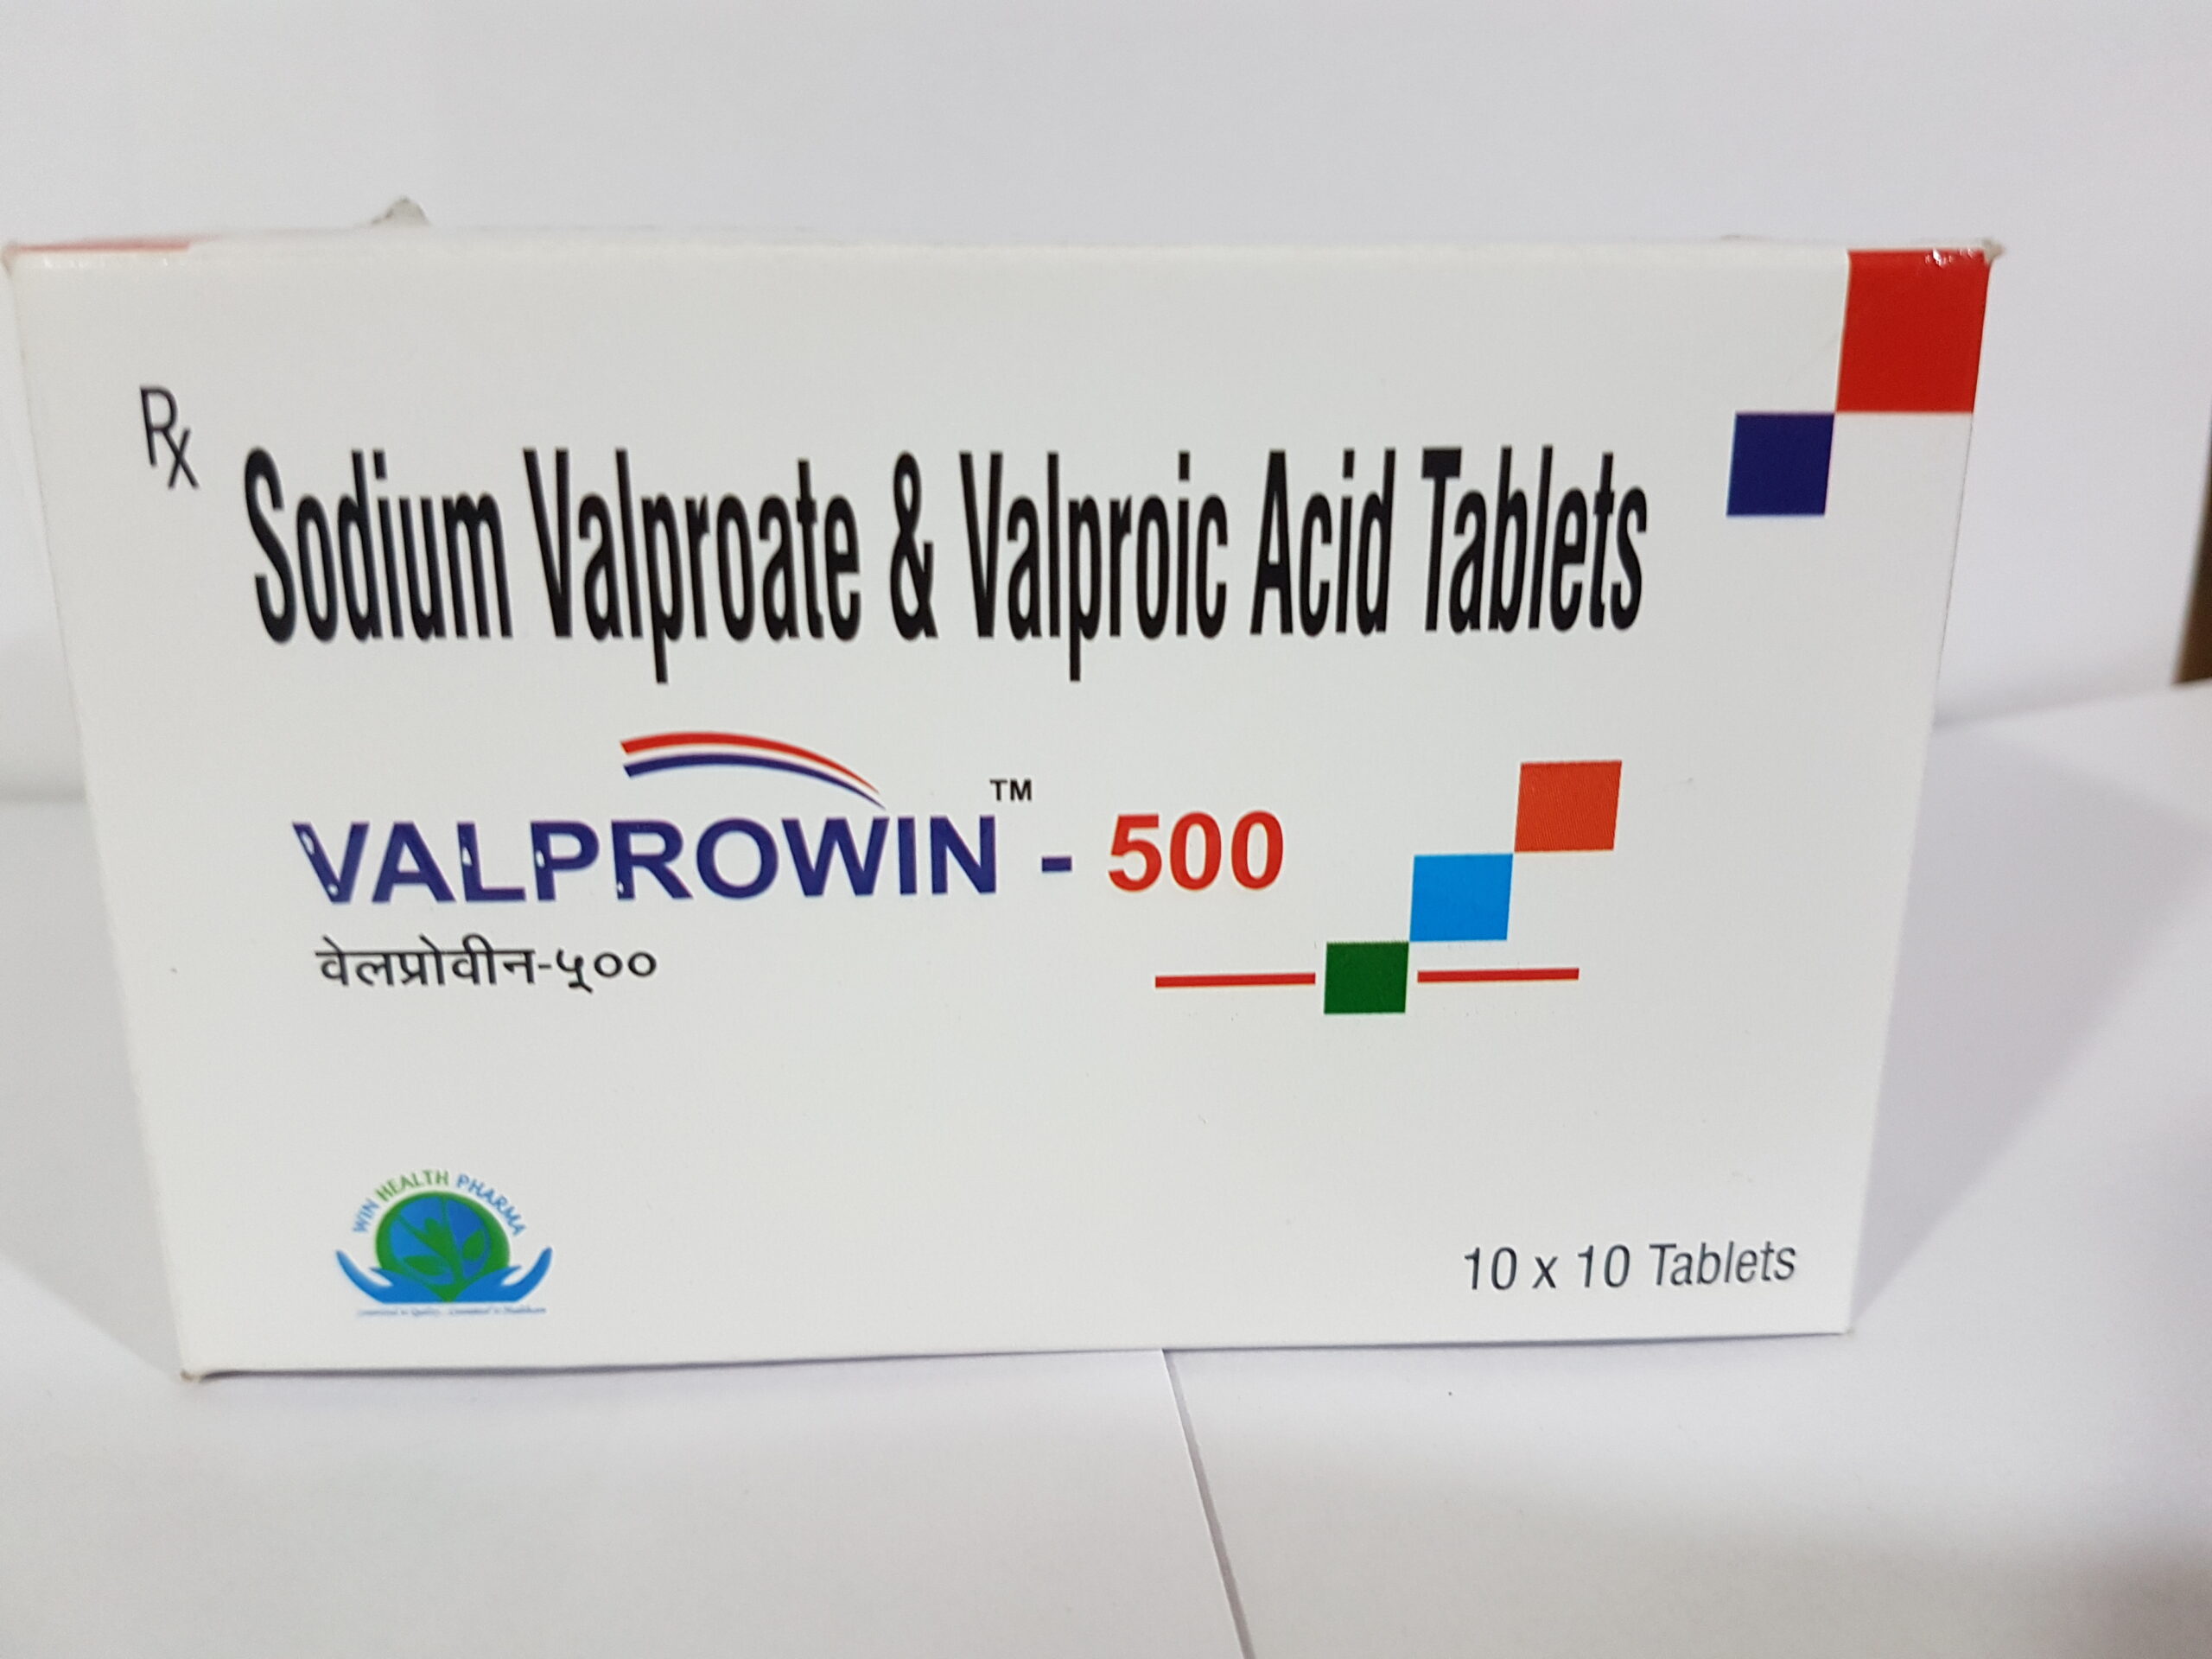 Rx
Sodium Valproate & Valproic Acid Tablets
VALPROWIN™ - 500
वेलप्रोवीन-५००
WIN HEALTH PHARMA
10 x 10 Tablets